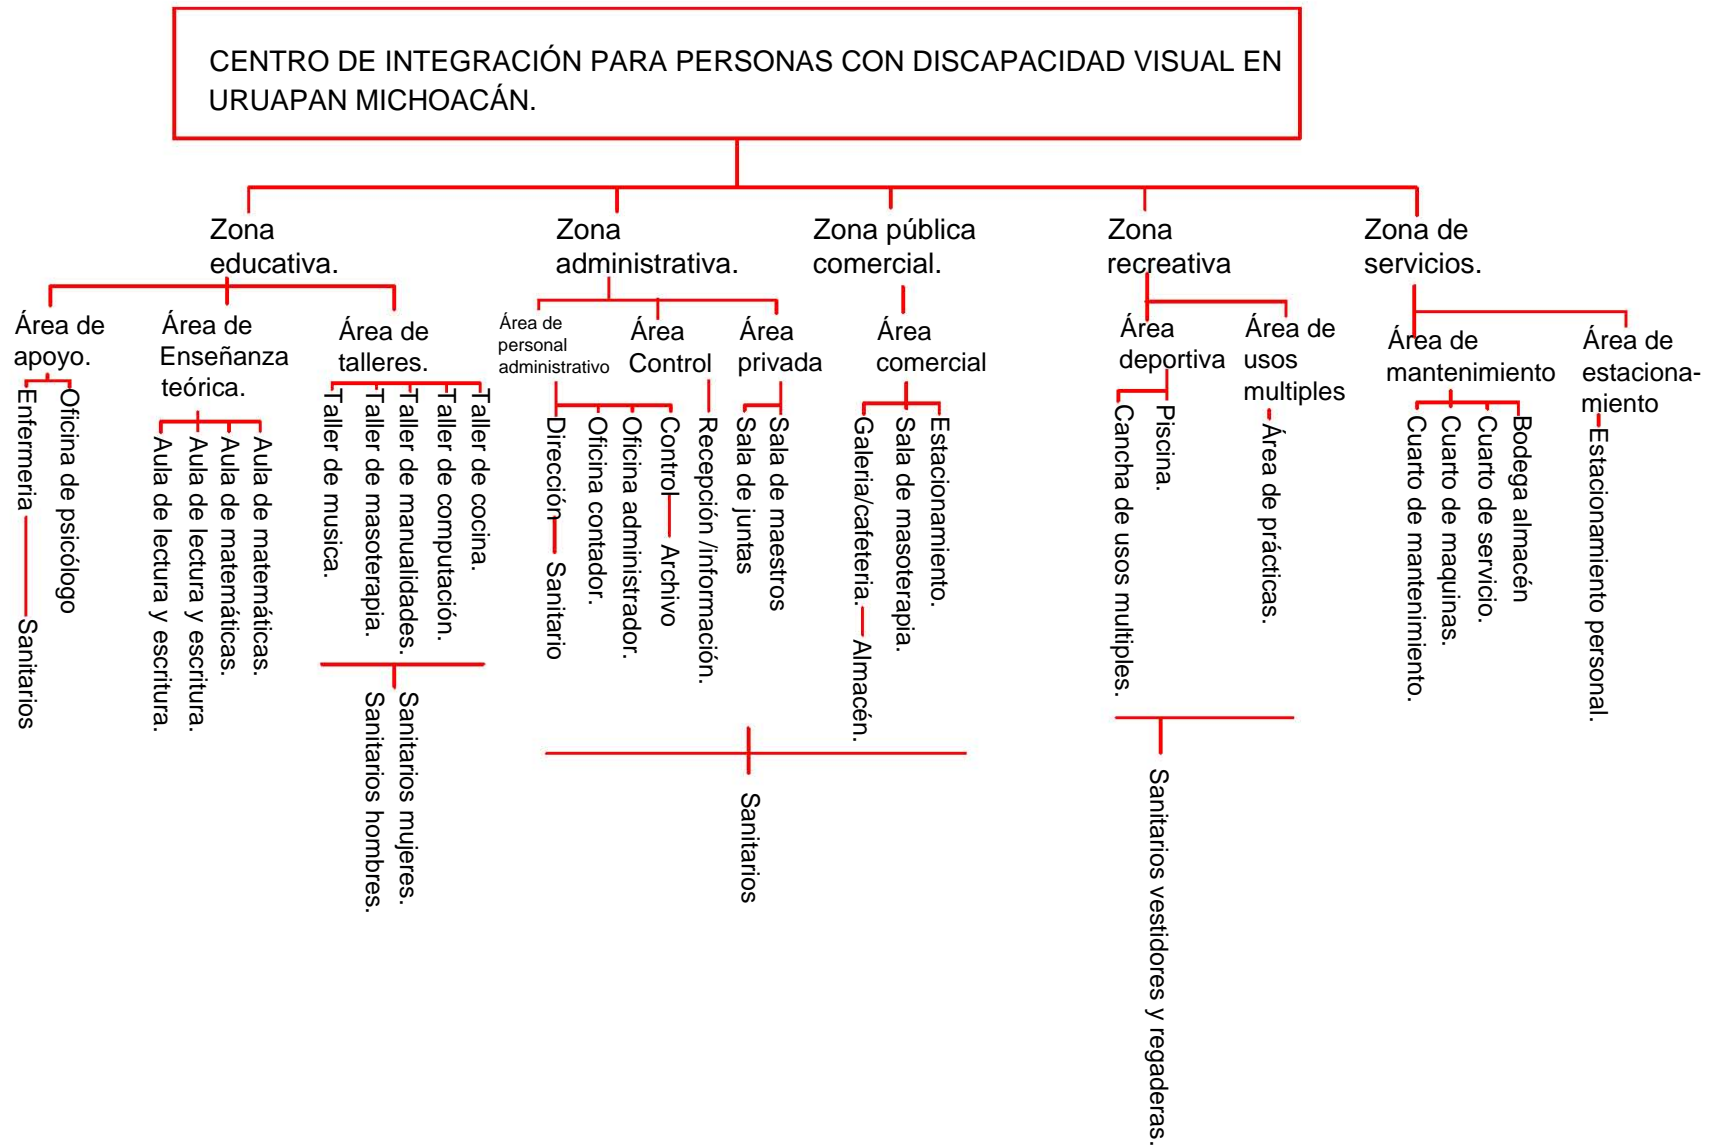 CENTRO DE INTEGRACIÓN PARA PERSONAS CON DISCAPACIDAD VISUAL EN
URUAPAN MICHOACÁN.
Zona
educativa.
Zona
administrativa.
Zona pública
comercial.
Zona
recreativa
Zona de
servicios.
Área de
apoyo.
Área de
Enseñanza
teórica.
Área de
talleres.
Área de
personal
administrativo
Área
Control
Área
privada
Área
comercial
Área
deportiva
Área de
usos
multiples
Área de
mantenimiento
Área de
estaciona-
miento
Enfermeria
Sanitarios
Oficina de psicólogo
Aula de lectura y escritura.
Aula de lectura y escritura.
Aula de matemáticas.
Aula de matemáticas.
Taller de musica.
Taller de masoterapia.
Taller de manualidades.
Taller de computación.
Taller de cocina.
Sanitarios hombres.
Sanitarios mujeres.
Dirección
Sanitario
Oficina contador.
Oficina administrador.
Control
Archivo
Recepción /información.
Sala de juntas
Sala de maestros
Galeria/cafeteria.
Almacén.
Sala de masoterapia.
Estacionamiento.
Sanitarios
Cancha de usos multiples.
Piscina.
Área de prácticas.
Sanitarios vestidores y regaderas.
Cuarto de mantenimiento.
Cuarto de maquinas.
Cuarto de servicio.
Bodega almacén
Estacionamiento personal.